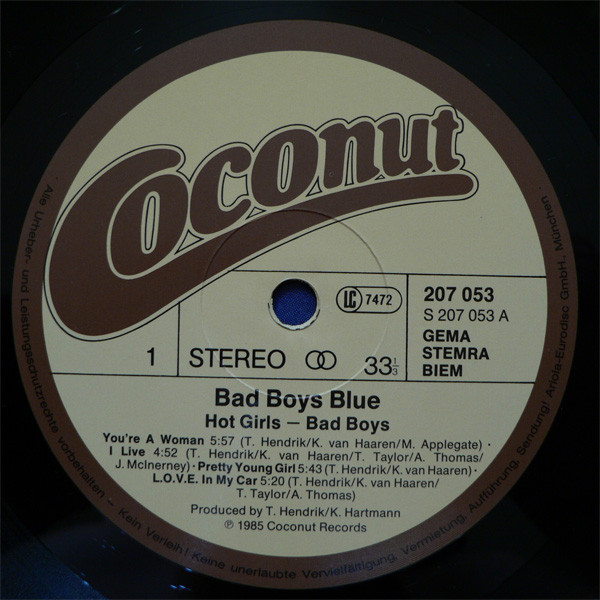 Coconut
LC 7472
207 053
S 207 053 A
GEMA
STEMRA
BIEM
1
STEREO
33 1/3
Bad Boys Blue
Hot Girls – Bad Boys
You're A Woman 5:57 (T. Hendrik/K. van Haaren/M. Applegate) ·
I Live 4:52 (T. Hendrik/K. van Haaren/T. Taylor/A. Thomas/
J. McInerney) · Pretty Young Girl 5:43 (T. Hendrik/K. van Haaren) ·
L.O.V.E. In My Car 5:20 (T. Hendrik/K. van Haaren/
T. Taylor/A. Thomas)
Produced by T. Hendrik/K. Hartmann
℗ 1985 Coconut Records
Alle Urheber- und Leistungsschutzrechte vorbehalten – Kein Verleih! Keine unerlaubte Vervielfältigung, Vermietung, Aufführung, Sendung! Ariola-Eurodisc GmbH., München